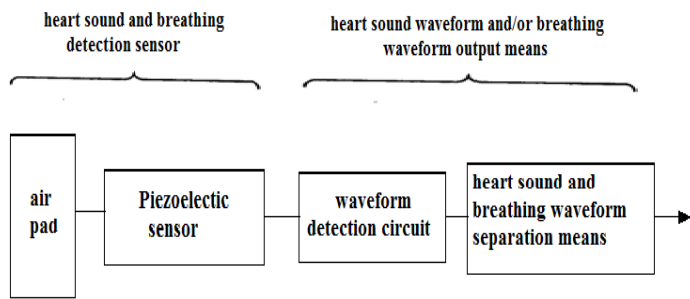 heart sound and breathing
detection sensor
heart sound waveform and/or breathing
waveform output means
air
pad
Piezoelectic
sensor
waveform
detection circuit
heart sound and
breathing waveform
separation means